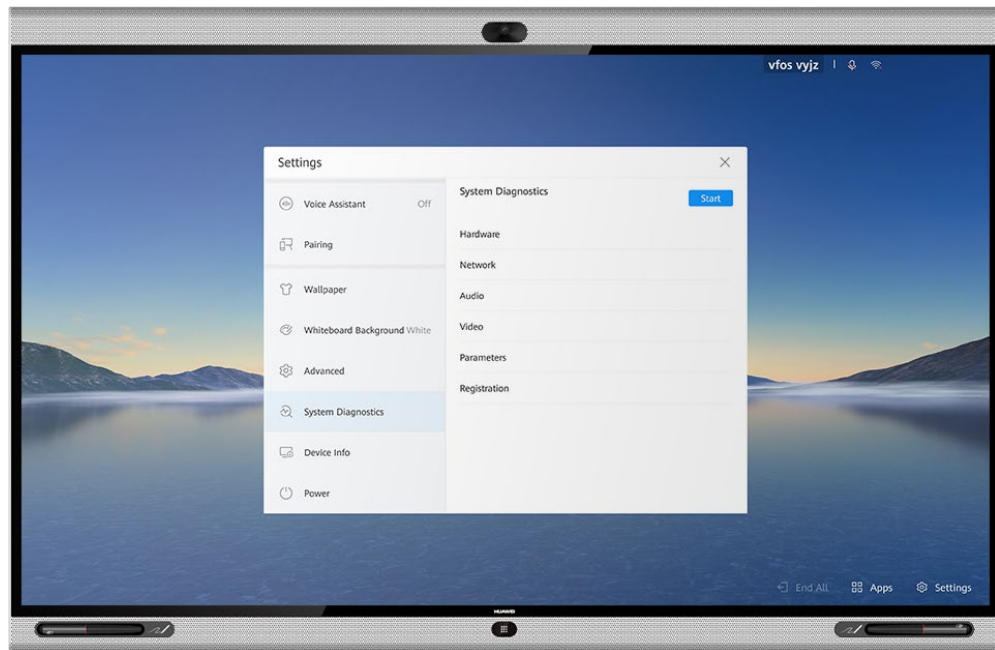 vfos vyjz
Settings
Voice Assistant Off
Pairing
Wallpaper
Whiteboard Background White
Advanced
System Diagnostics
Device Info
Power
System Diagnostics
Start
Hardware
Network
Audio
Video
Parameters
Registration
End All
Apps
Settings
HUAWEI